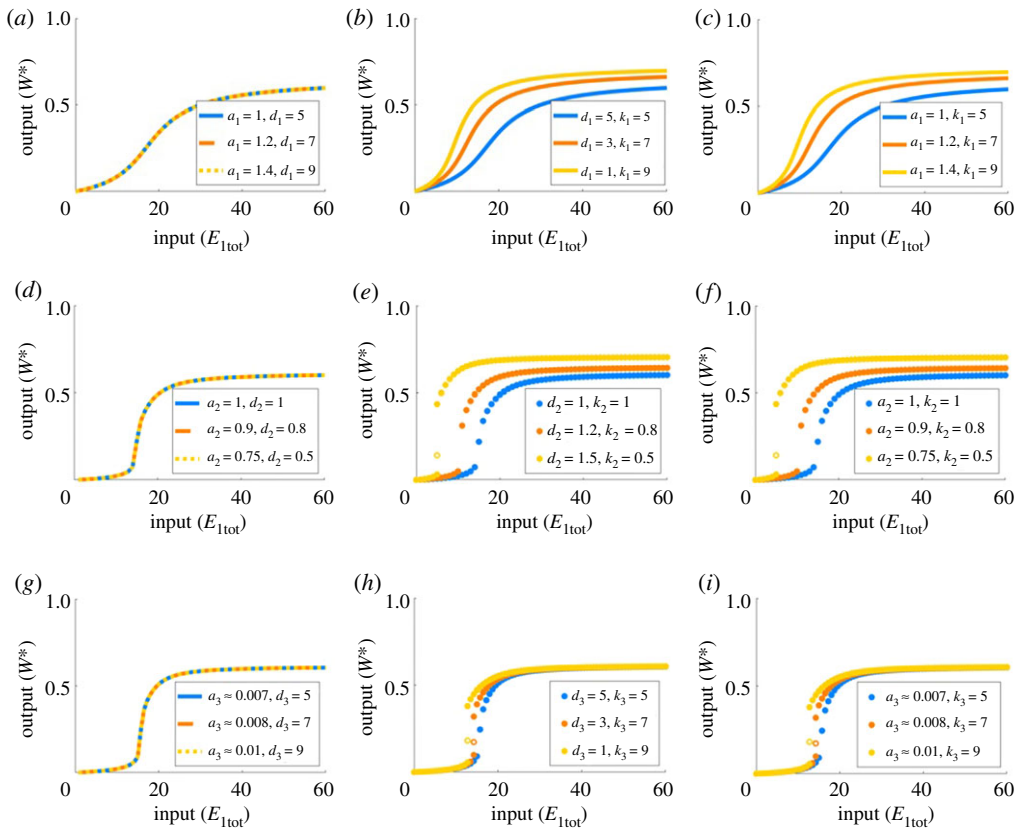 (a)
1.0
0.5
output (W*)
a₁ = 1, d₁ = 5
a₁ = 1.2, d₁ = 7
a₁ = 1.4, d₁ = 9
0 20 40 60
input (E₁tot)
(b)
1.0
0.5
output (W*)
d₁ = 5, k₁ = 5
d₁ = 3, k₁ = 7
d₁ = 1, k₁ = 9
0 20 40 60
input (E₁tot)
(c)
1.0
0.5
output (W*)
a₁ = 1, k₁ = 5
a₁ = 1.2, k₁ = 7
a₁ = 1.4, k₁ = 9
0 20 40 60
input (E₁tot)
(d)
1.0
0.5
output (W*)
a₂ = 1, d₂ = 1
a₂ = 0.9, d₂ = 0.8
a₂ = 0.75, d₂ = 0.5
0 20 40 60
input (E₁tot)
(e)
1.0
0.5
output (W*)
d₂ = 1, k₂ = 1
d₂ = 1.2, k₂ = 0.8
d₂ = 1.5, k₂ = 0.5
0 20 40 60
input (E₁tot)
(f)
1.0
0.5
output (W*)
a₂ = 1, k₂ = 1
a₂ = 0.9, k₂ = 0.8
a₂ = 0.75, k₂ = 0.5
0 20 40 60
input (E₁tot)
(g)
1.0
0.5
output (W*)
a₃ ≈ 0.007, d₃ = 5
a₃ ≈ 0.008, d₃ = 7
a₃ ≈ 0.01, d₃ = 9
0 20 40 60
input (E₁tot)
(h)
1.0
0.5
output (W*)
d₃ = 5, k₃ = 5
d₃ = 3, k₃ = 7
d₃ = 1, k₃ = 9
0 20 40 60
input (E₁tot)
(i)
1.0
0.5
output (W*)
a₃ ≈ 0.007, k₃ = 5
a₃ ≈ 0.008, k₃ = 7
a₃ ≈ 0.01, k₃ = 9
0 20 40 60
input (E₁tot)